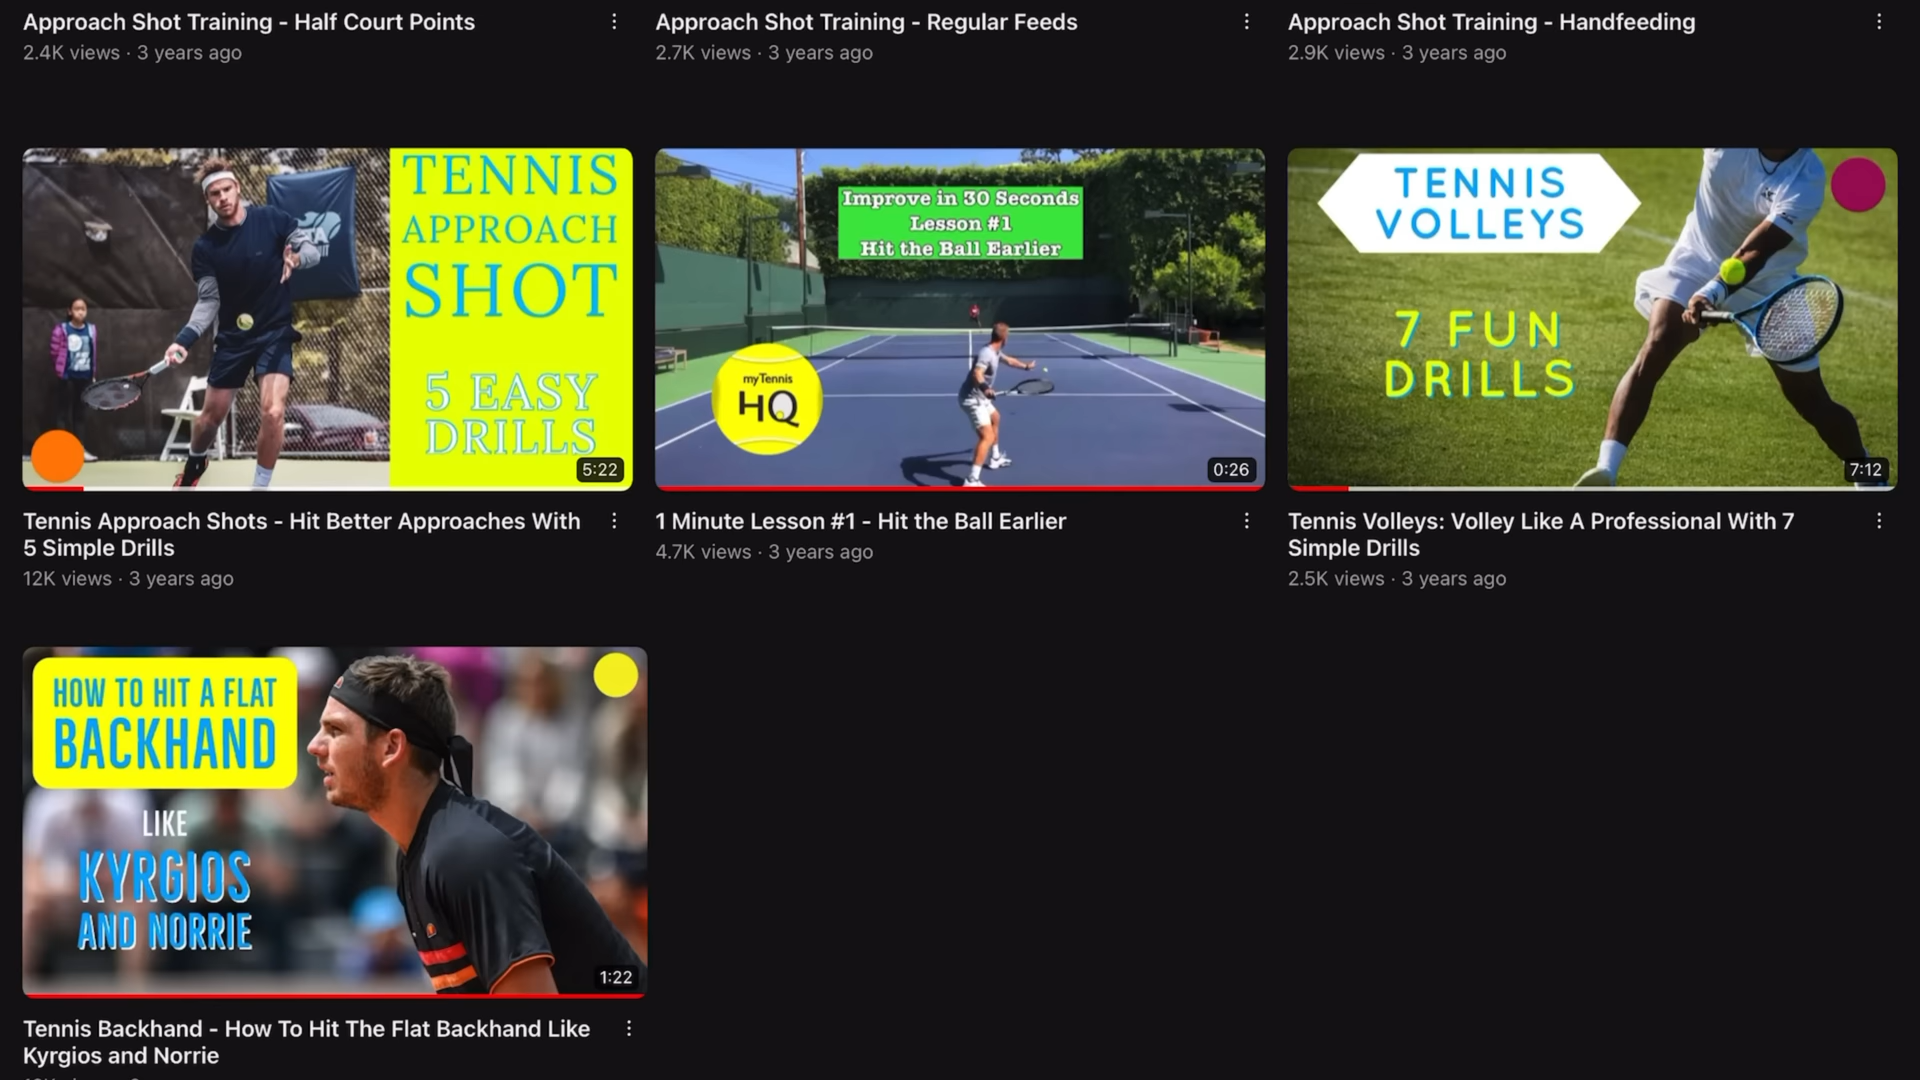 Approach Shot Training - Half Court Points
2.4K views · 3 years ago
Approach Shot Training - Regular Feeds
2.7K views · 3 years ago
Approach Shot Training - Handfeeding
2.9K views · 3 years ago
TENNIS
APPROACH
SHOT
5 EASY
DRILLS
5:22
Tennis Approach Shots - Hit Better Approaches With
5 Simple Drills
12K views · 3 years ago
Improve in 30 Seconds
Lesson #1
Hit the Ball Earlier
myTennis
HQ
0:26
1 Minute Lesson #1 - Hit the Ball Earlier
4.7K views · 3 years ago
TENNIS
VOLLEYS
7 FUN
DRILLS
7:12
Tennis Volleys: Volley Like A Professional With 7
Simple Drills
2.5K views · 3 years ago
HOW TO HIT A FLAT
BACKHAND
LIKE
KYRGIOS
AND NORRIE
1:22
Tennis Backhand - How To Hit The Flat Backhand Like
Kyrgios and Norrie